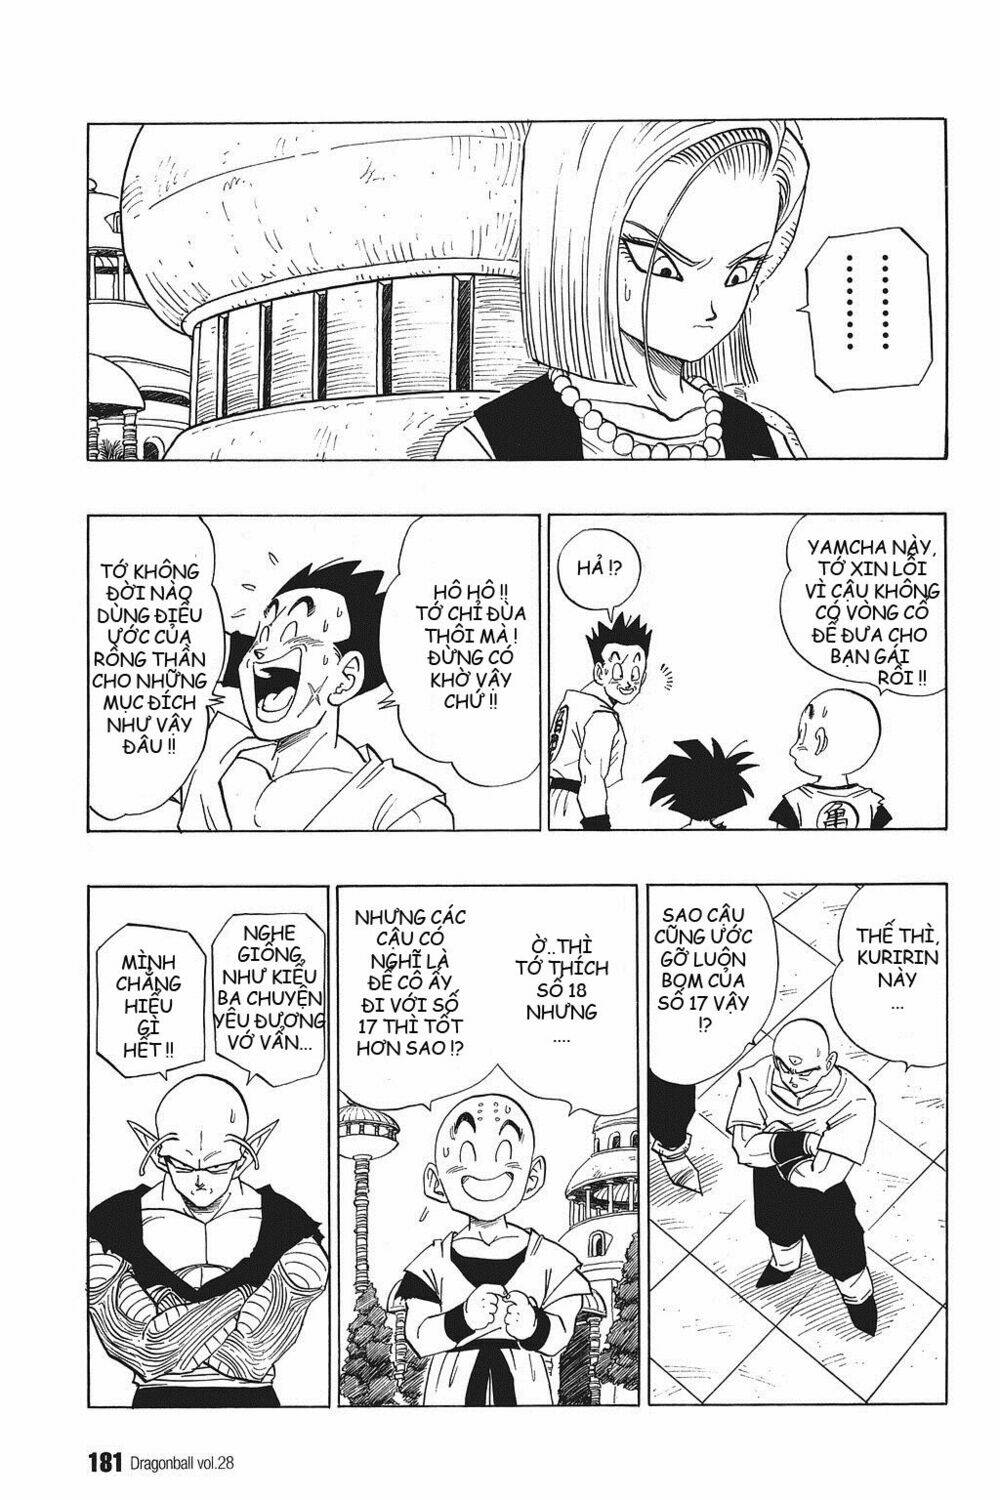 YAMCHA NÀY,
TỚ XIN LỖI
VÌ CẬU KHÔNG
CÓ VÒNG CỔ
ĐỂ ĐƯA CHO
BẠN GÁI
RỒI !!
HẢ !?
亀
HÔ HÔ !!
TỚ CHỈ ĐÙA
THÔI MÀ !
ĐỪNG CÓ
KHỜ VẬY
CHỨ !!
TỚ KHÔNG
ĐỜI NÀO
DÙNG ĐIỀU
ƯỚC CỦA
RỒNG THẦN
CHO NHỮNG
MỤC ĐÍCH
NHƯ VẬY
ĐÂU !!
THẾ THÌ,
KURIRIN
NÀY
...
SAO CẬU
CŨNG ƯỚC
GỠ LUÔN
BOM CỦA
SỐ 17 VẬY
!?
Ờ..THÌ
TỚ THÍCH
SỐ 18
NHƯNG
....
NHƯNG CÁC
CẬU CÓ
NGHĨ LÀ
ĐỂ CÔ ẤY
ĐI VỚI SỐ
17 THÌ TỐT
HƠN SAO !?
NGHE
GIỐNG
NHƯ KIỂU
BA CHUYỆN
YÊU ĐƯƠNG
VỚ VẨN...
MÌNH
CHẲNG
HIỂU
GÌ
HẾT !!
181 Dragonball vol.28